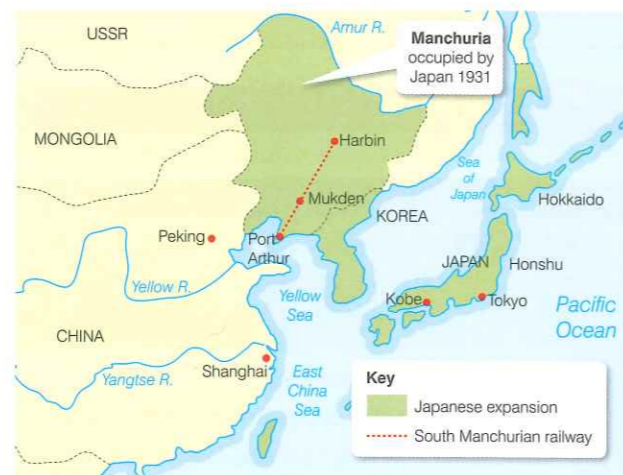 USSR
Amur R.
Manchuria
occupied by
Japan 1931
MONGOLIA
Harbin
Sea
of
Japan
Mukden
Hokkaido
KOREA
Peking
Port
Arthur
JAPAN
Honshu
Yellow R.
Yellow
Sea
Kobe
Tokyo
Pacific
Ocean
CHINA
Shanghai
East
China
Sea
Yangtse R.
Key
Japanese expansion
South Manchurian railway